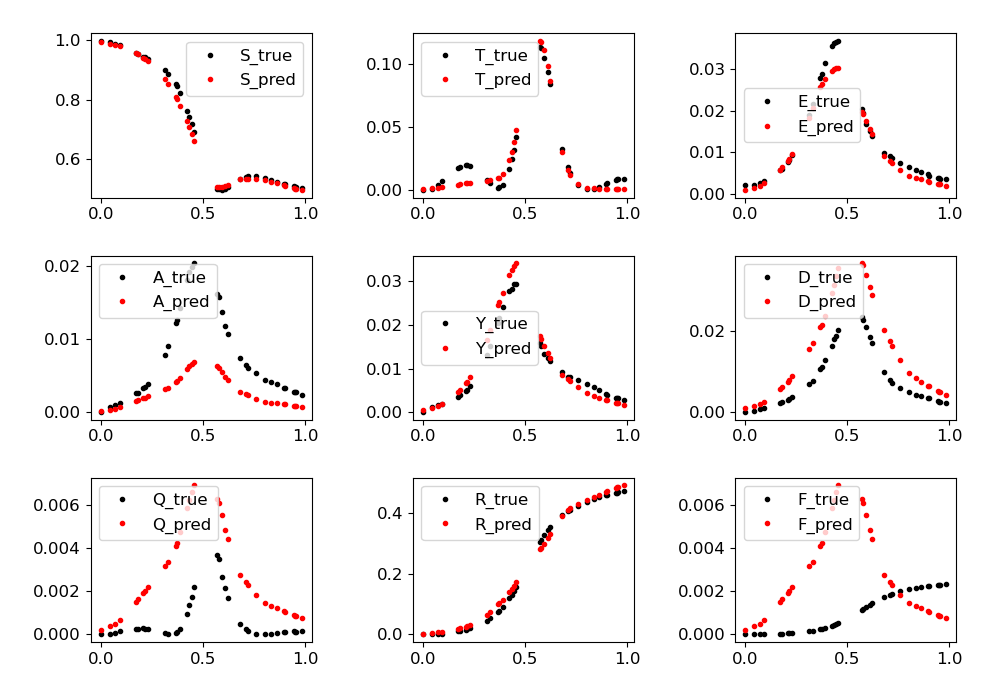 1.0
0.8
0.6
0.0 0.5 1.0
S_true
S_pred
0.10
0.05
0.00
0.0 0.5 1.0
T_true
T_pred
0.03
0.02
0.01
0.00
0.0 0.5 1.0
E_true
E_pred
0.02
0.01
0.00
0.0 0.5 1.0
A_true
A_pred
0.03
0.02
0.01
0.00
0.0 0.5 1.0
Y_true
Y_pred
0.02
0.00
0.0 0.5 1.0
D_true
D_pred
0.006
0.004
0.002
0.000
0.0 0.5 1.0
Q_true
Q_pred
0.4
0.2
0.0
0.0 0.5 1.0
R_true
R_pred
0.006
0.004
0.002
0.000
0.0 0.5 1.0
F_true
F_pred